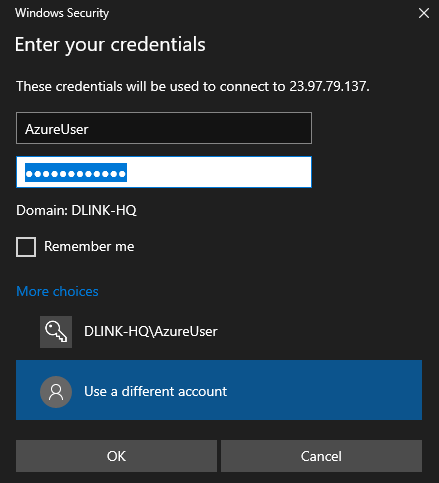 Windows Security
Enter your credentials
These credentials will be used to connect to 23.97.79.137.
AzureUser
●●●●●●●●●●●●
Domain: DLINK-HQ
Remember me
More choices
DLINK-HQ\AzureUser
Use a different account
OK
Cancel